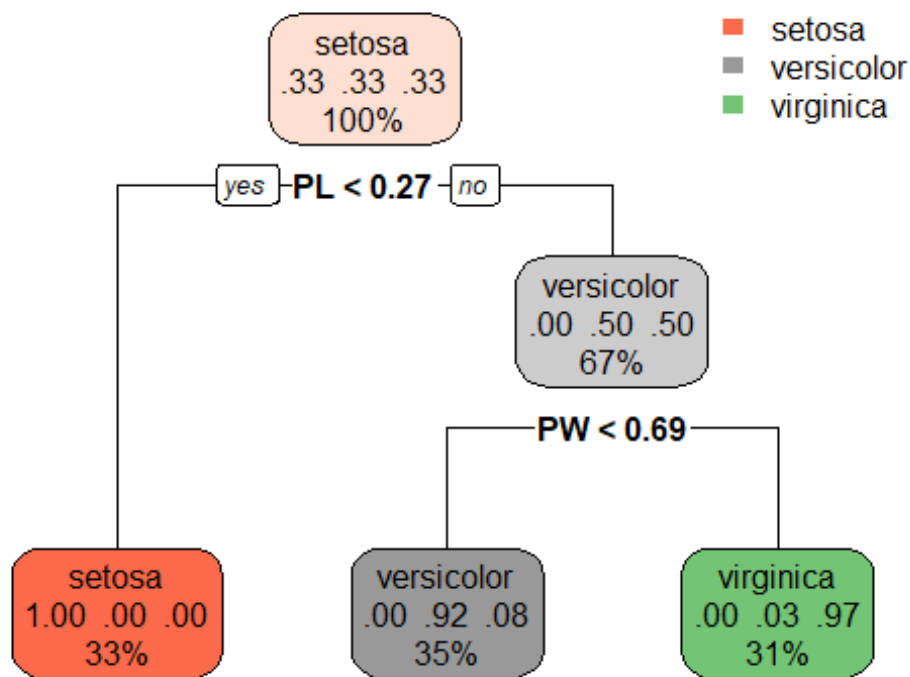 setosa
.33 .33 .33
100%
setosa
versicolor
virginica
yes PL < 0.27 no
versicolor
.00 .50 .50
67%
PW < 0.69
setosa
1.00 .00 .00
33%
versicolor
.00 .92 .08
35%
virginica
.00 .03 .97
31%